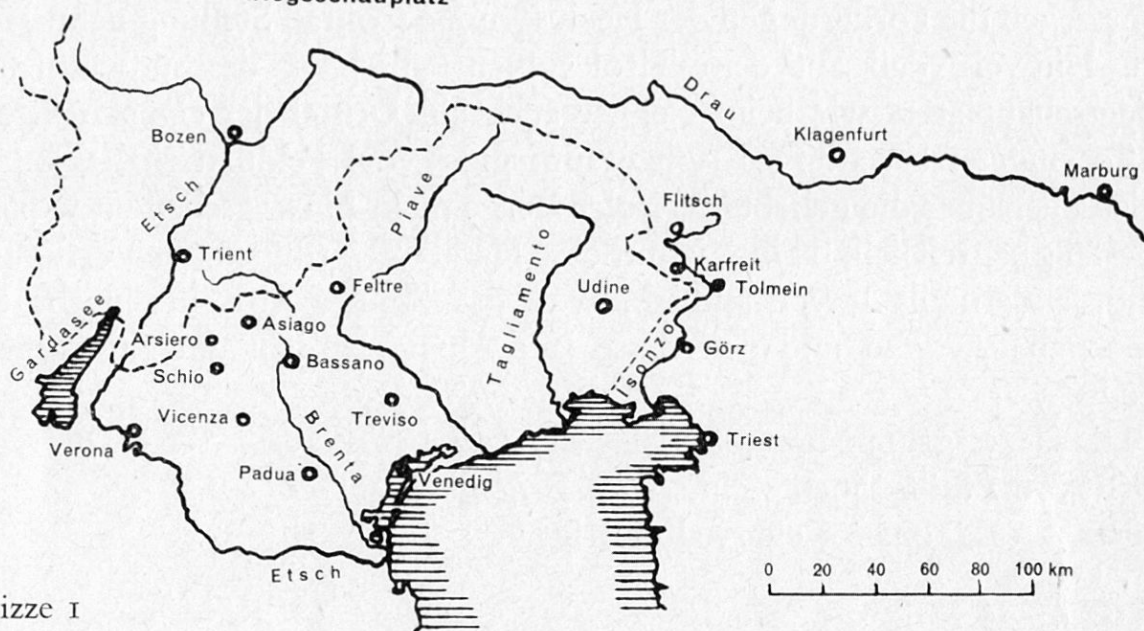 iegsschauplatz
Drau
Bozen
Klagenfurt
Marburg
Etsch
Piave
Flitsch
Trient
Tagliamento
Karfreit
Feltre
Udine
Tolmein
Gardasee
Asiago
Arsiero
Isonzo
Görz
Schio
Bassano
Vicenza
Treviso
Verona
Brenta
Triest
Padua
Venedig
Etsch
0 20 40 60 80 100 km
izze I